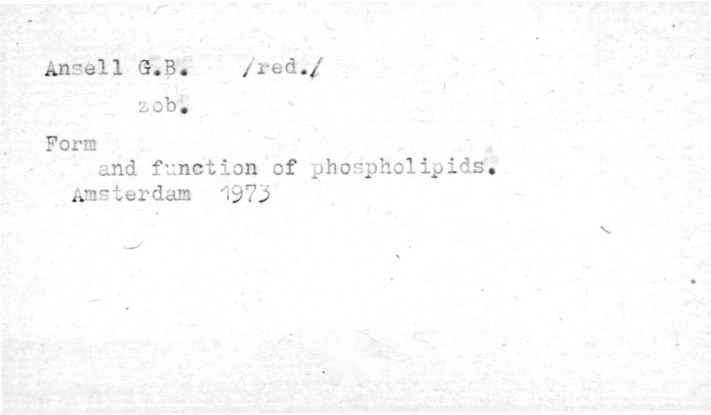 Ansell G.B. /red./
zob.
Form
and function of phospholipids.
Amsterdam 1973